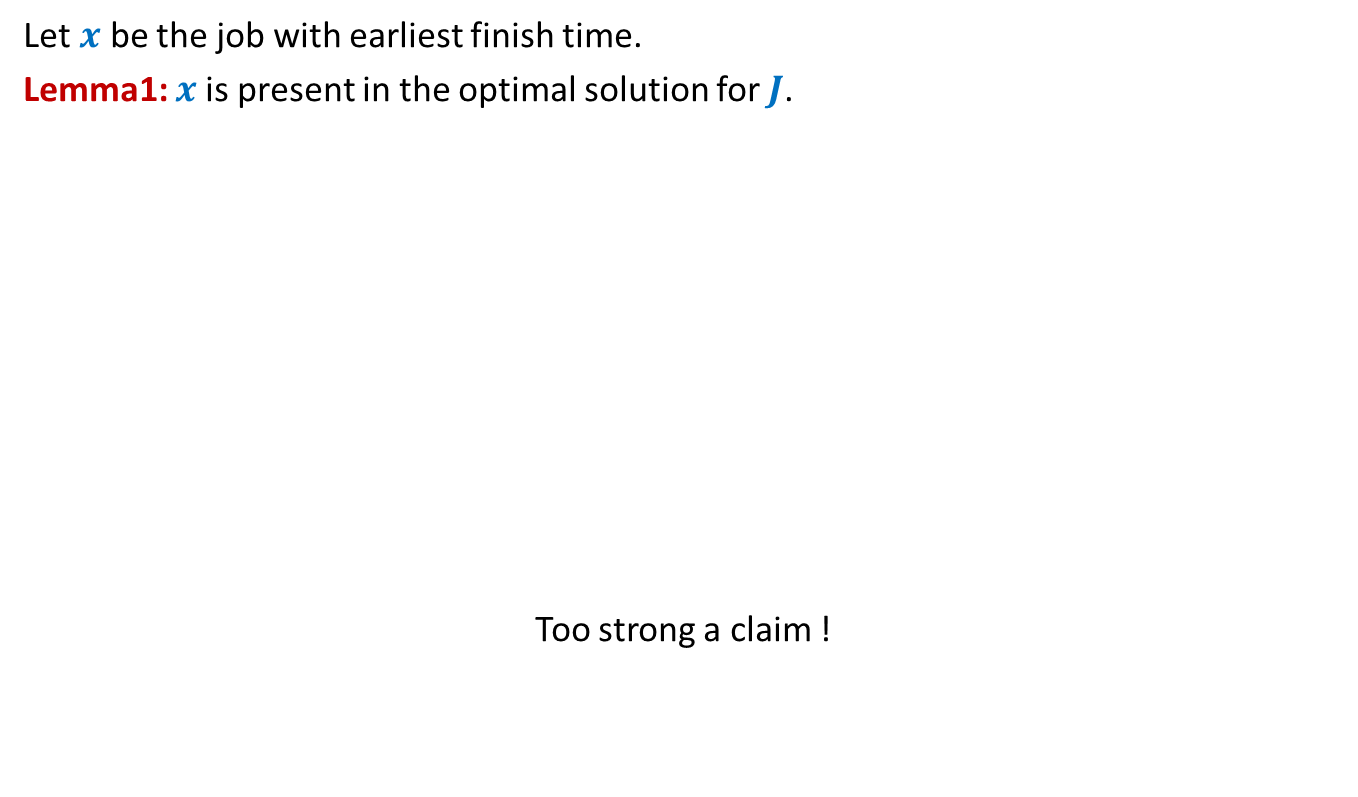 Let x be the job with earliest finish time.
Lemma1: x is present in the optimal solution for J.
Too strong a claim !